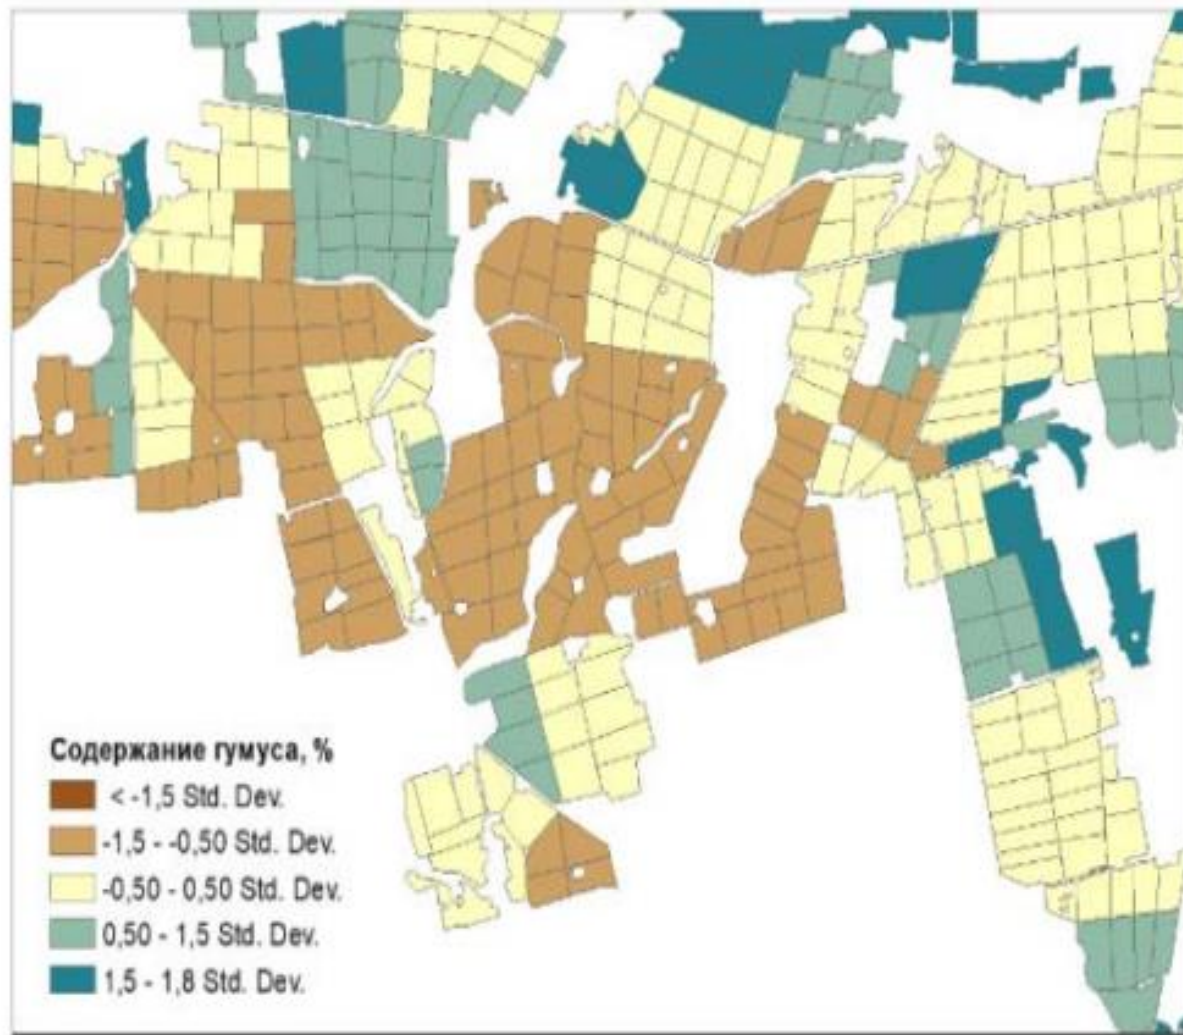 Содержание гумуса, %
< -1,5 Std. Dev.
-1,5 - -0,50 Std. Dev.
-0,50 - 0,50 Std. Dev.
0,50 - 1,5 Std. Dev.
1,5 - 1,8 Std. Dev.